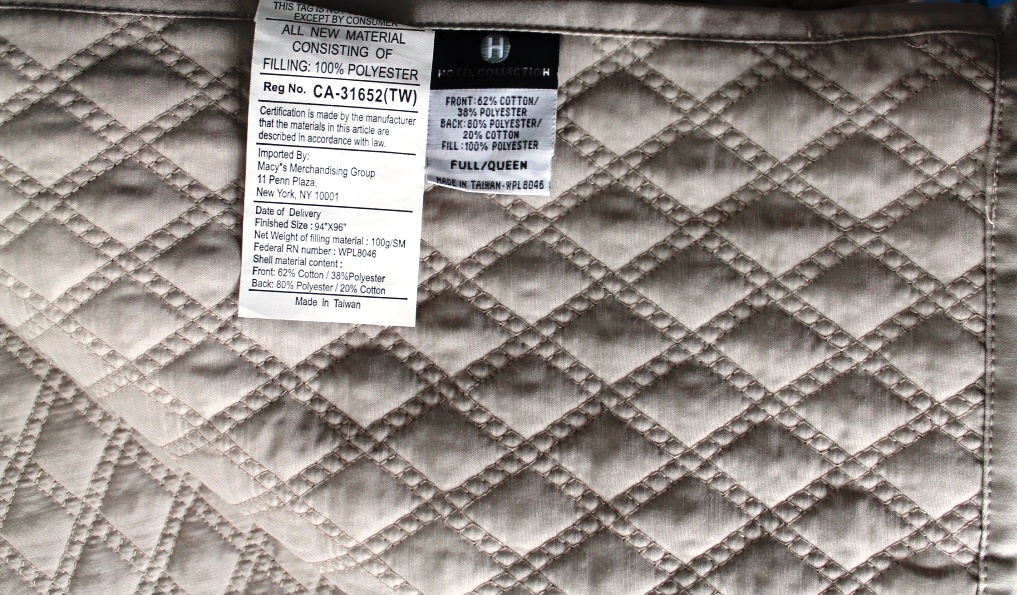 THIS TAG IS NOT
EXCEPT BY CONSUMER
ALL NEW MATERIAL
CONSISTING OF
FILLING: 100% POLYESTER
Reg No. CA-31652(TW)
Certification is made by the manufacturer
that the materials in this article are
described in accordance with law.
Imported By:
Macy"s Merchandising Group
11 Penn Plaza,
New York, NY 10001
Date of Delivery
Finished Size : 94"X96"
Net Weight of filling material : 100g/SM
Federal RN number : WPL8046
Shell material content :
Front: 62% Cotton / 38%Polyester
Back: 80% Polyester / 20% Cotton
Made In Taiwan
H
HOTEL COLLECTION
FRONT:62% COTTON/
38% POLYESTER
BACK:80% POLYESTER/
20% COTTON
FILL:100% POLYESTER
FULL/QUEEN
MADE IN TAIWAN-WPL8046